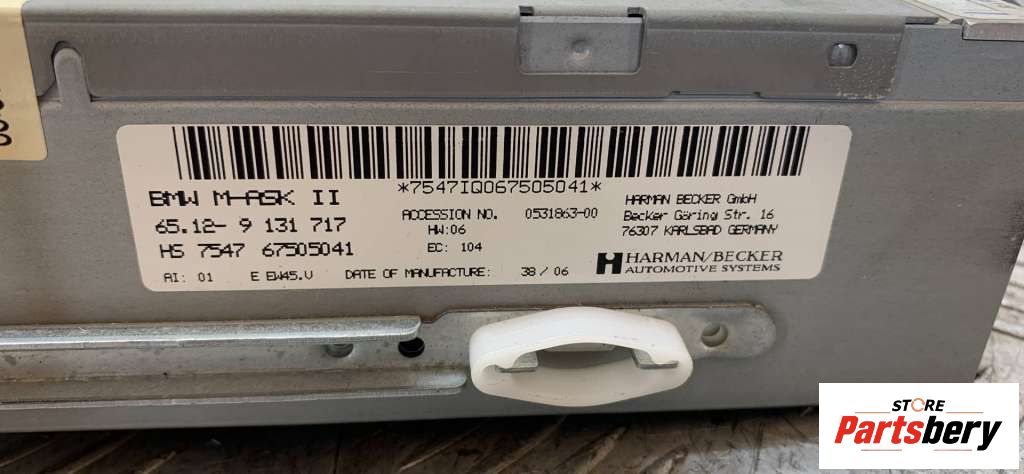 *7547IQ067505041*
BMW M-ASK II
65.12- 9 131 717
HS 7547 67505041
AI: 01 E EW45.V DATE OF MANUFACTURE: 38/06
ACCESSION NO. 0531863-00
HW:06
EC: 104
HARMAN BECKER GmbH
Becker Göring Str. 16
76307 KARLSBAD GERMANY
HARMAN/BECKER
AUTOMOTIVE SYSTEMS
STORE
Partsbery